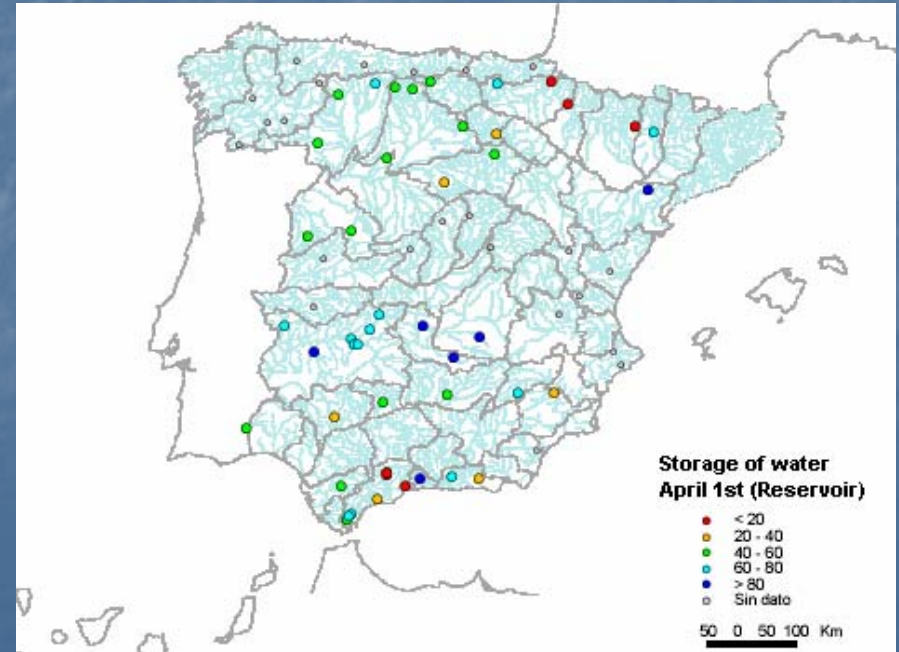 Storage of water
April 1st (Reservoir)
< 20
20 - 40
40 - 60
60 - 80
> 80
Sin dato
50 0 50 100 Km